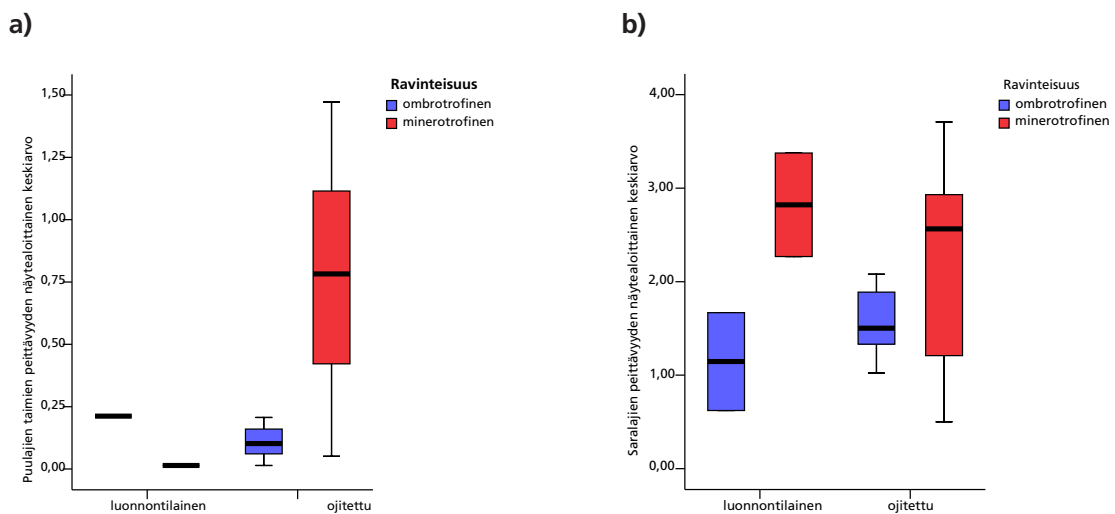 a)
Puulajien taimien peittävyyden näytealoittainen keskiarvo
1,50
1,25
1,00
0,75
0,50
0,25
0,00
luonnontilainen
ojitettu
Ravinteisuus
ombrotrofinen
minerotrofinen
b)
Saralajien peittävyyden näytealoittainen keskiarvo
4,00
3,00
2,00
1,00
0,00
luonnontilainen
ojitettu
Ravinteisuus
ombrotrofinen
minerotrofinen